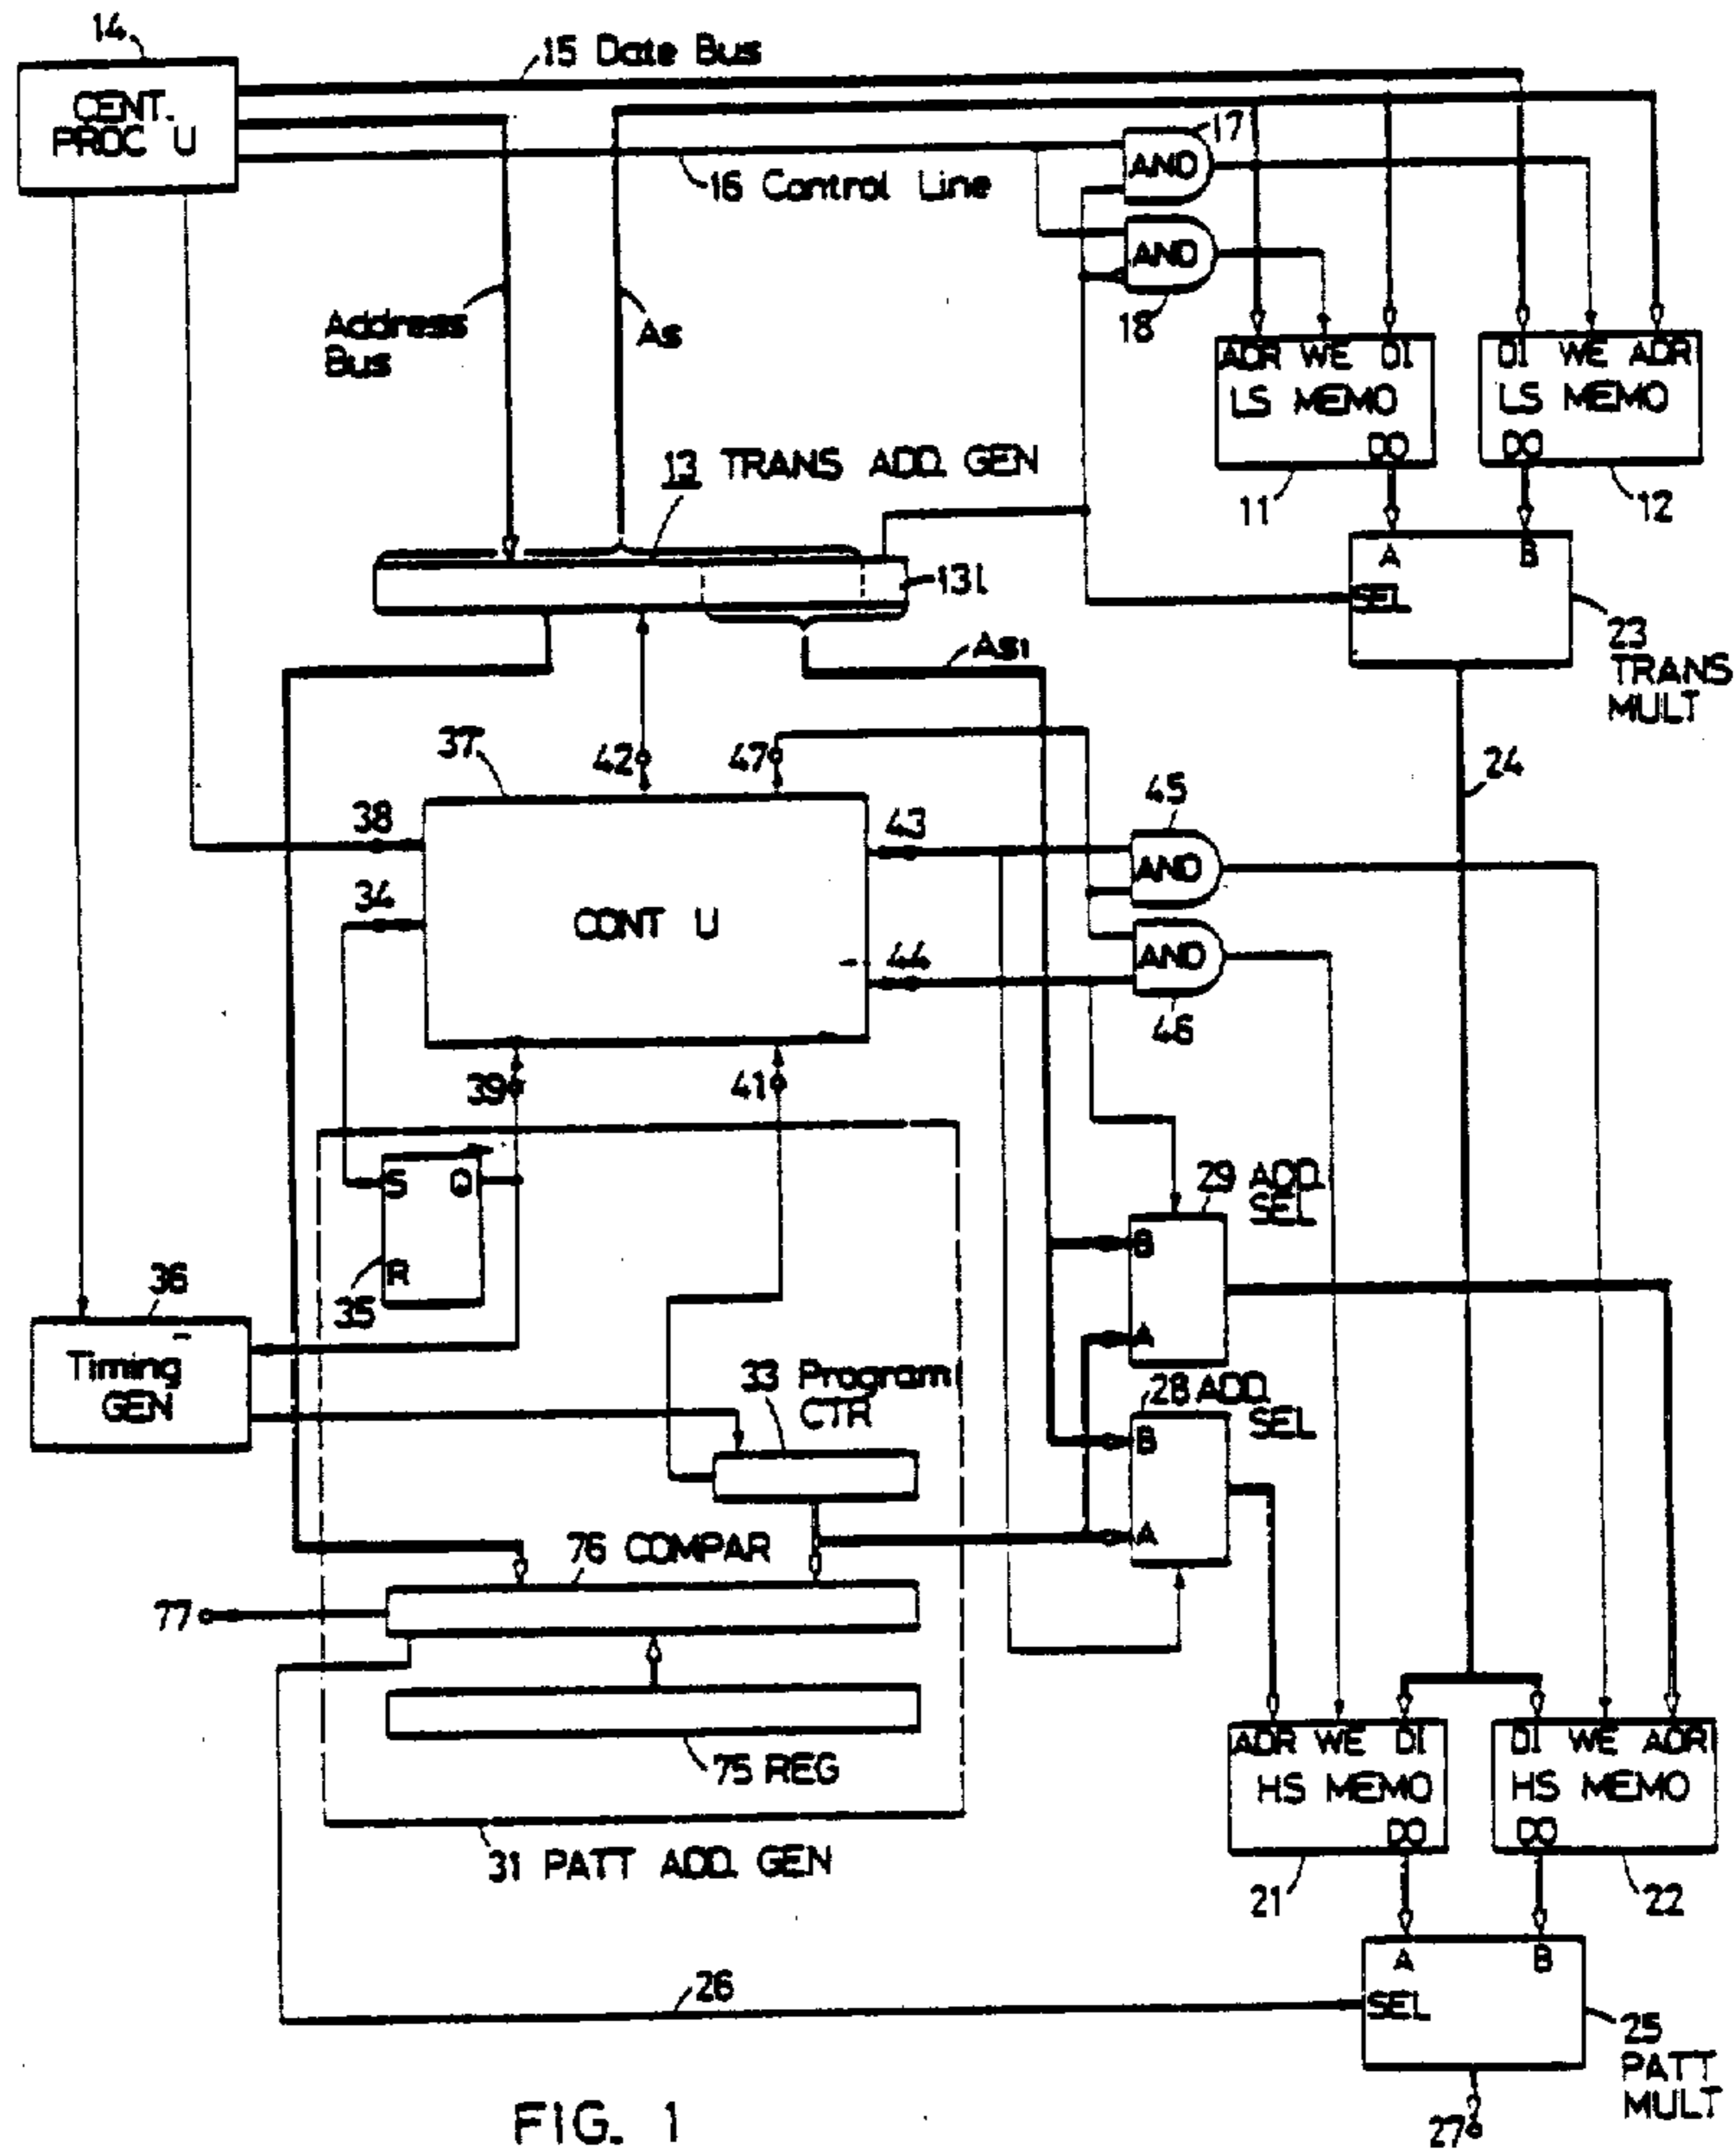 14
CENT.
PROC U
15 Date Bus
16 Control Line
17
AND
AND
18
Address
Bus
As
ADR WE DI
LS MEMO
DO
11
DI WE ADR
LS MEMO
DO
12
13 TRANS ADD. GEN
13l
As1
A B
SEL
23
TRANS
MULT
24
37
42
47
38
34
CONT U
43
44
45
AND
AND
46
39
41
S Q
R
35
36
Timing
GEN
33 Program
CTR
29 ADD.
SEL
B
A
28 ADD.
SEL
B
A
76 COMPAR
77
75 REG
31 PATT ADD. GEN
ADR WE DI
HS MEMO
DO
21
DI WE ADR
HS MEMO
DO
22
26
A B
SEL
25
PATT
MULT
27
FIG. 1